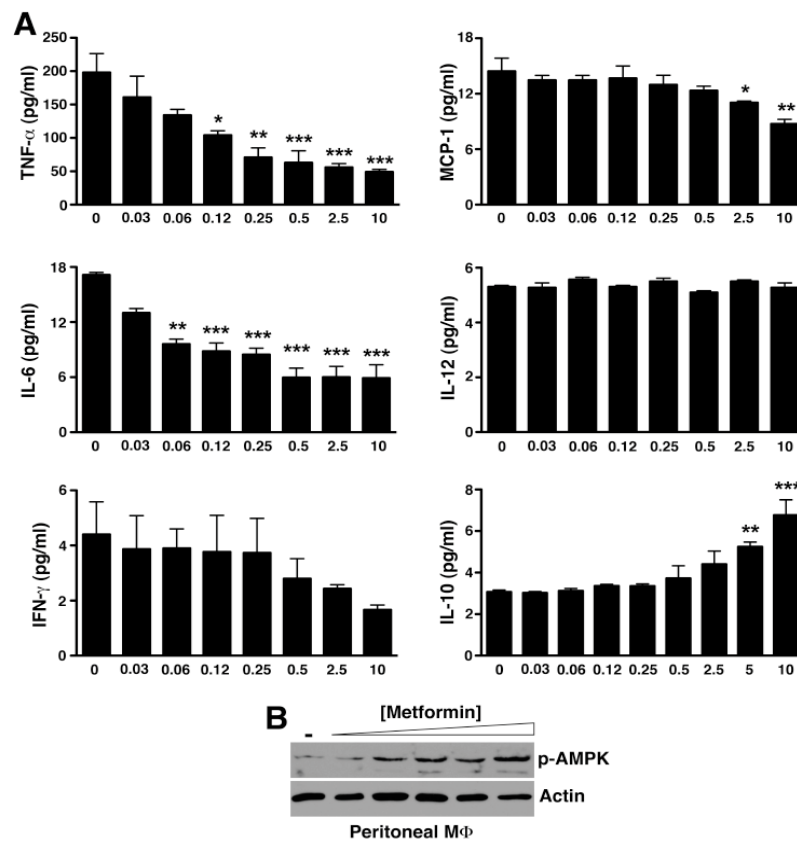 A
TNF-α (pg/ml)
250
200
150
100
50
0
* ** *** *** ***
0 0.03 0.06 0.12 0.25 0.5 2.5 10
MCP-1 (pg/ml)
18
12
6
0
* **
0 0.03 0.06 0.12 0.25 0.5 2.5 10
IL-6 (pg/ml)
18
12
6
0
** *** *** *** *** ***
0 0.03 0.06 0.12 0.25 0.5 2.5 10
IL-12 (pg/ml)
6
4
2
0
0 0.03 0.06 0.12 0.25 0.5 2.5 10
IFN-γ (pg/ml)
6
4
2
0
0 0.03 0.06 0.12 0.25 0.5 2.5 10
IL-10 (pg/ml)
8
6
4
2
0
** ***
0 0.03 0.06 0.12 0.25 0.5 2.5 5 10
B
[Metformin]
-
p-AMPK
Actin
Peritoneal MΦ